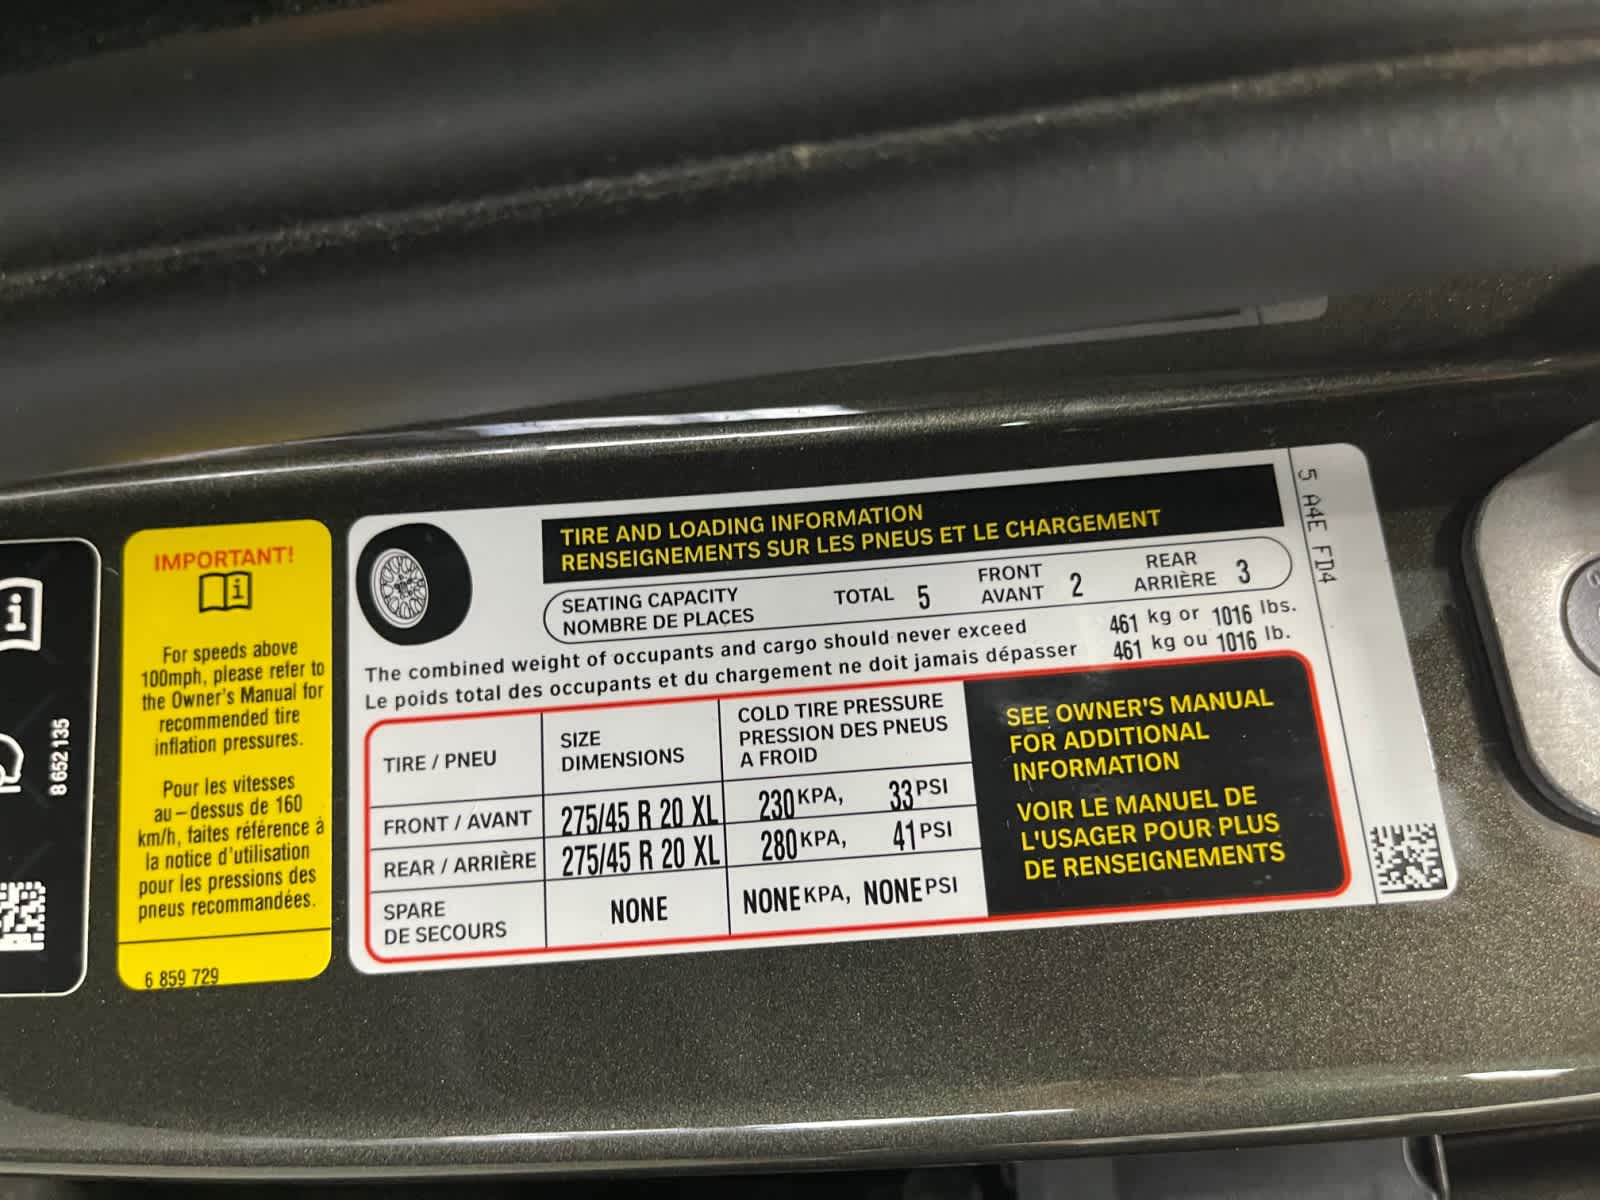 8 652 135
IMPORTANT!
For speeds above
100mph, please refer to
the Owner's Manual for
recommended tire
inflation pressures.
Pour les vitesses
au-dessus de 160
km/h, faites référence à
la notice d'utilisation
pour les pressions des
pneus recommandées.
6 859 729
TIRE AND LOADING INFORMATION
RENSEIGNEMENTS SUR LES PNEUS ET LE CHARGEMENT
SEATING CAPACITY
NOMBRE DE PLACES
TOTAL 5
FRONT
AVANT 2
REAR
ARRIÈRE 3
The combined weight of occupants and cargo should never exceed 461 kg or 1016 lbs.
Le poids total des occupants et du chargement ne doit jamais dépasser 461 kg ou 1016 lb.
TIRE / PNEU
SIZE
DIMENSIONS
COLD TIRE PRESSURE
PRESSION DES PNEUS
A FROID
FRONT / AVANT 275/45 R 20 XL 230 KPA, 33 PSI
REAR / ARRIÈRE 275/45 R 20 XL 280 KPA, 41 PSI
SPARE
DE SECOURS
NONE NONE KPA, NONE PSI
SEE OWNER'S MANUAL
FOR ADDITIONAL
INFORMATION
VOIR LE MANUEL DE
L'USAGER POUR PLUS
DE RENSEIGNEMENTS
5 A4E FD4